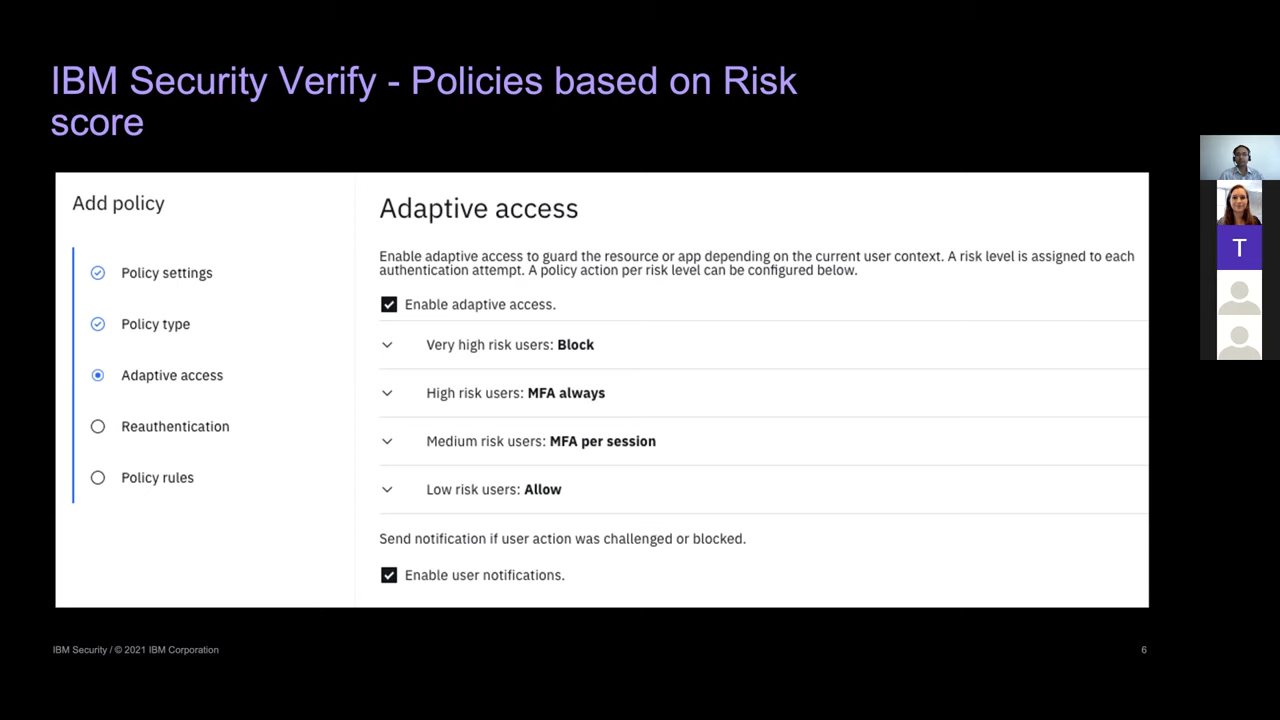 IBM Security Verify - Policies based on Risk
score
Add policy
Policy settings
Policy type
Adaptive access
Reauthentication
Policy rules
Adaptive access
Enable adaptive access to guard the resource or app depending on the current user context. A risk level is assigned to each
authentication attempt. A policy action per risk level can be configured below.
Enable adaptive access.
Very high risk users: Block
High risk users: MFA always
Medium risk users: MFA per session
Low risk users: Allow
Send notification if user action was challenged or blocked.
Enable user notifications.
T
IBM Security / © 2021 IBM Corporation
6